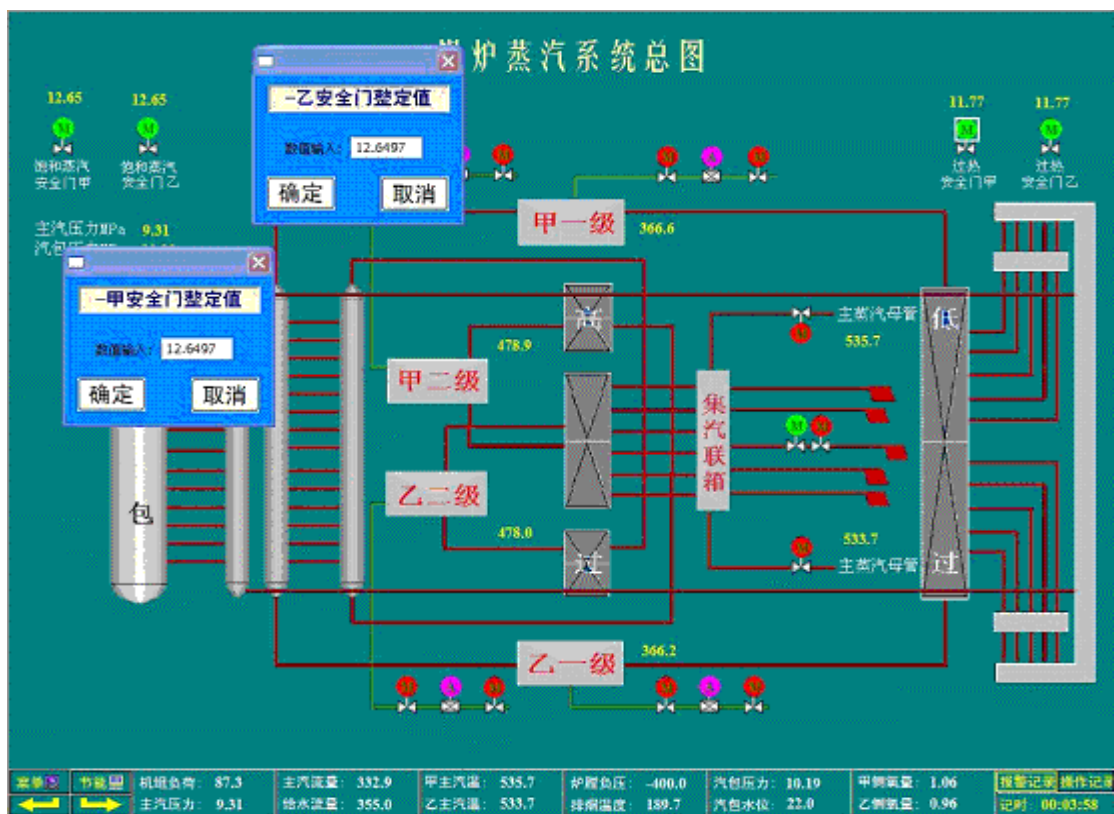 炉蒸汽系统总图
-乙安全门整定值
数值输入: 12.6497
确定 取消
12.65 12.65
M M
饱和蒸汽 饱和蒸汽
安全门甲 安全门乙
11.77 11.77
M M
过热 过热
安全门甲 安全门乙
主汽压力MPa 9.31
汽包压力MPa
-甲安全门整定值
数值输入: 12.6497
确定 取消
甲一级 366.6
高
478.9
甲二级
主蒸汽母管
535.7
低
集汽联箱
M M
乙二级
包
478.0
过
533.7
主蒸汽母管
过
乙一级 366.2
M A M M A M
菜单 节能 机组负荷: 87.3 主汽流量: 332.9 甲主汽温: 535.7 炉膛负压: -400.0 汽包压力: 10.19 甲侧氧量: 1.06 报警记录 操作记录
主汽压力: 9.31 给水流量: 355.0 乙主汽温: 533.7 排烟温度: 189.7 汽包水位: 22.0 乙侧氧量: 0.96 记时: 00:03:58